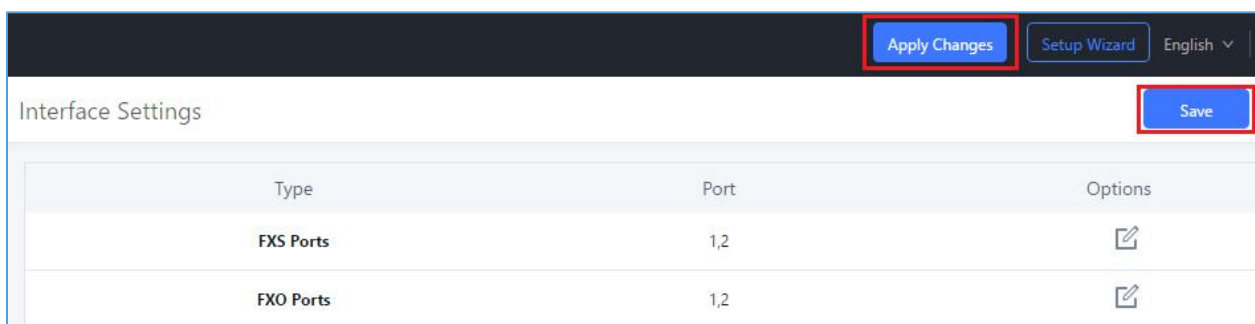 Apply Changes Setup Wizard English
Interface Settings Save
Type Port Options
FXS Ports 1,2
FXO Ports 1,2